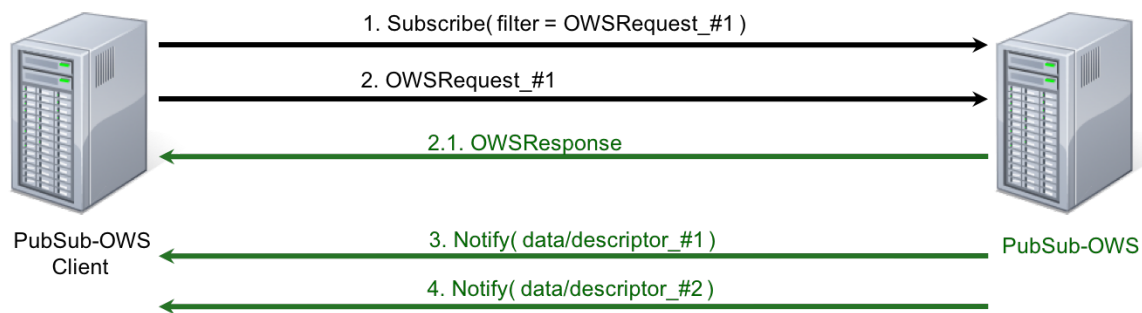 1. Subscribe( filter = OWSRequest_#1 )
2. OWSRequest_#1
2.1. OWSResponse
PubSub-OWS
Client
3. Notify( data/descriptor_#1 )
PubSub-OWS
4. Notify( data/descriptor_#2 )